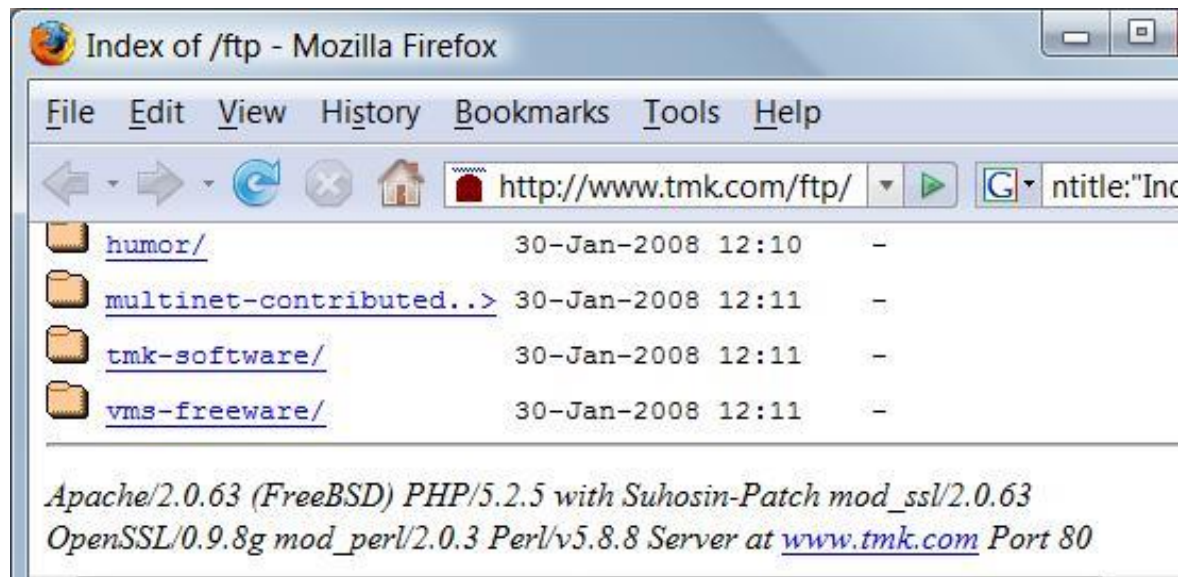 Index of /ftp - Mozilla Firefox
File Edit View History Bookmarks Tools Help
http://www.tmk.com/ftp/ G ntitle:"Inc
humor/ 30-Jan-2008 12:10 -
multinet-contributed..> 30-Jan-2008 12:11 -
tmk-software/ 30-Jan-2008 12:11 -
vms-freeware/ 30-Jan-2008 12:11 -
Apache/2.0.63 (FreeBSD) PHP/5.2.5 with Suhosin-Patch mod_ssl/2.0.63
OpenSSL/0.9.8g mod_perl/2.0.3 Perl/v5.8.8 Server at www.tmk.com Port 80